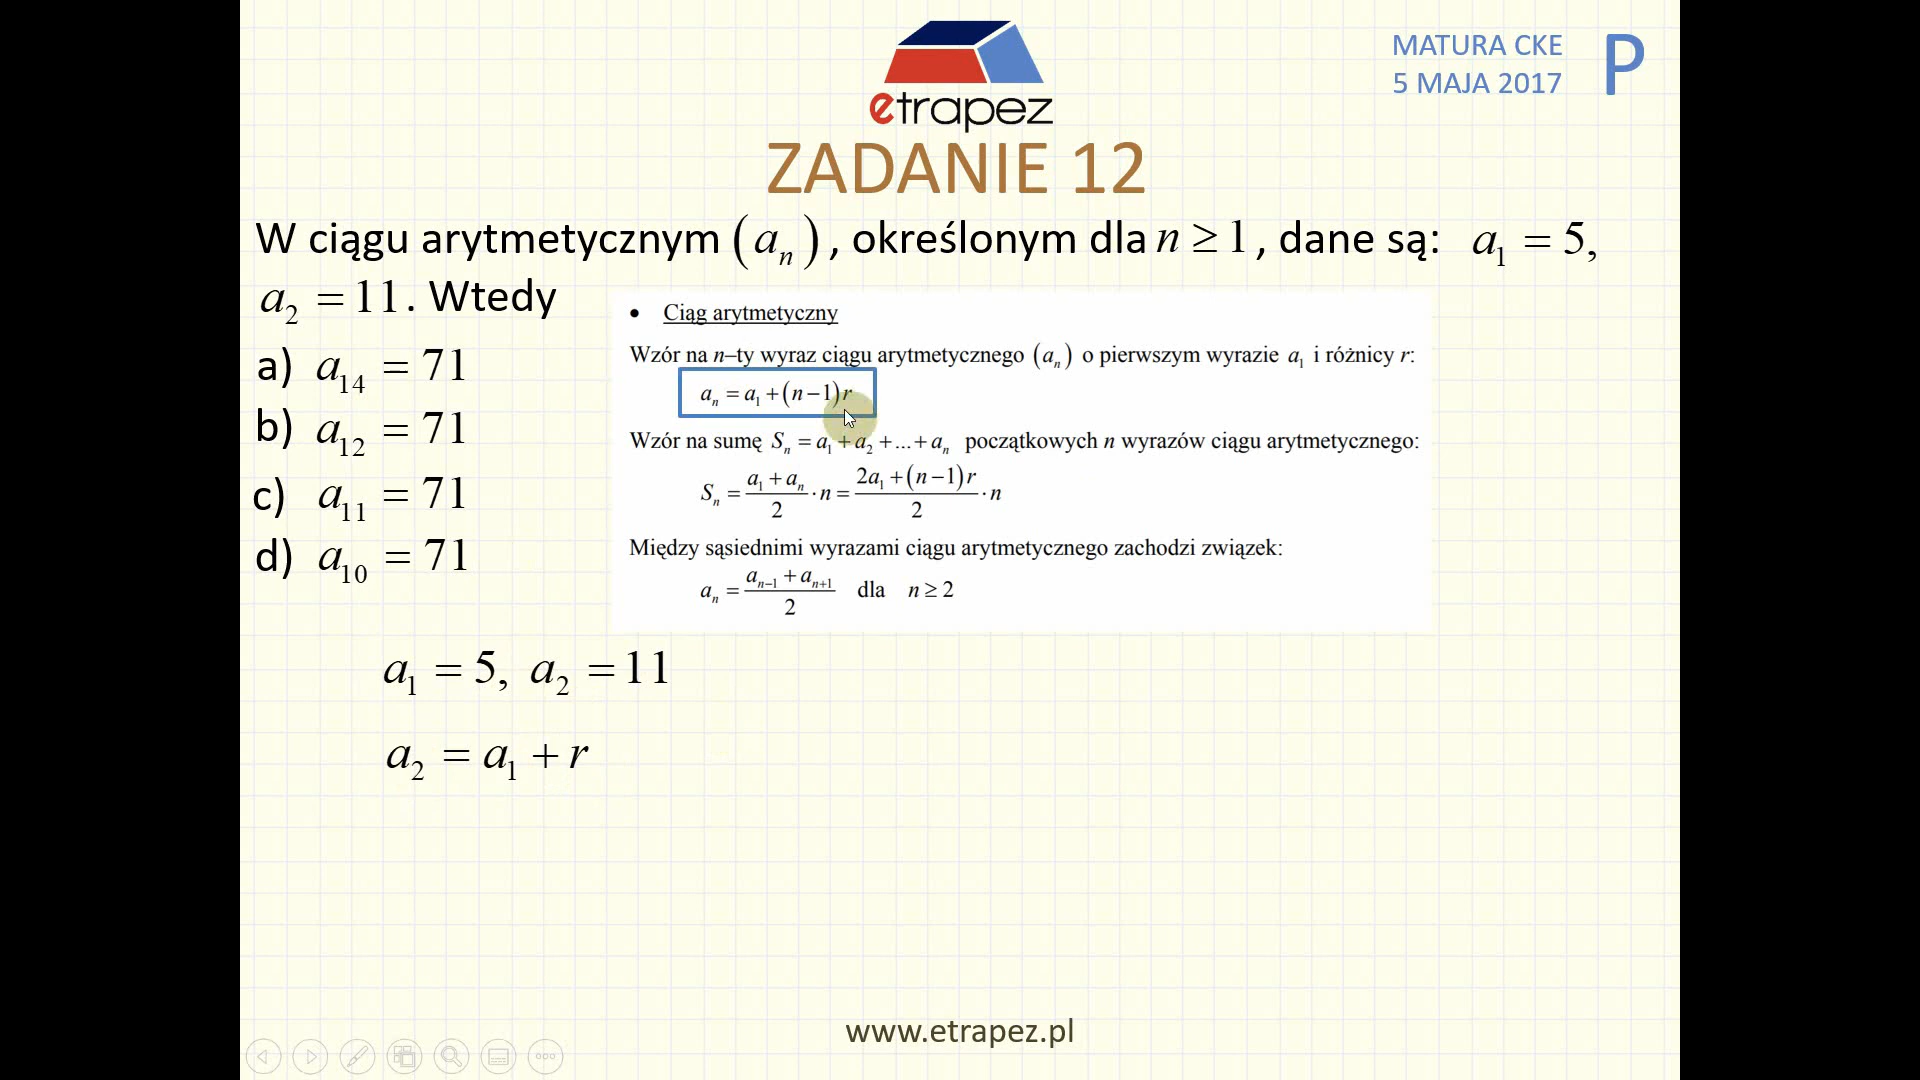 etrapez
MATURA CKE
5 MAJA 2017
P
ZADANIE 12
W ciągu arytmetycznym (aₙ), określonym dla n ≥ 1, dane są: a₁ = 5,
a₂ = 11. Wtedy
a) a₁₄ = 71
b) a₁₂ = 71
c) a₁₁ = 71
d) a₁₀ = 71
• Ciąg arytmetyczny
Wzór na n–ty wyraz ciągu arytmetycznego (aₙ) o pierwszym wyrazie a₁ i różnicy r:
aₙ = a₁ + (n − 1)r
Wzór na sumę Sₙ = a₁ + a₂ + ... + aₙ początkowych n wyrazów ciągu arytmetycznego:
Sₙ = (a₁ + aₙ)/2 · n = (2a₁ + (n − 1)r)/2 · n
Między sąsiednimi wyrazami ciągu arytmetycznego zachodzi związek:
aₙ = (aₙ₋₁ + aₙ₊₁)/2 dla n ≥ 2
a₁ = 5, a₂ = 11
a₂ = a₁ + r
www.etrapez.pl